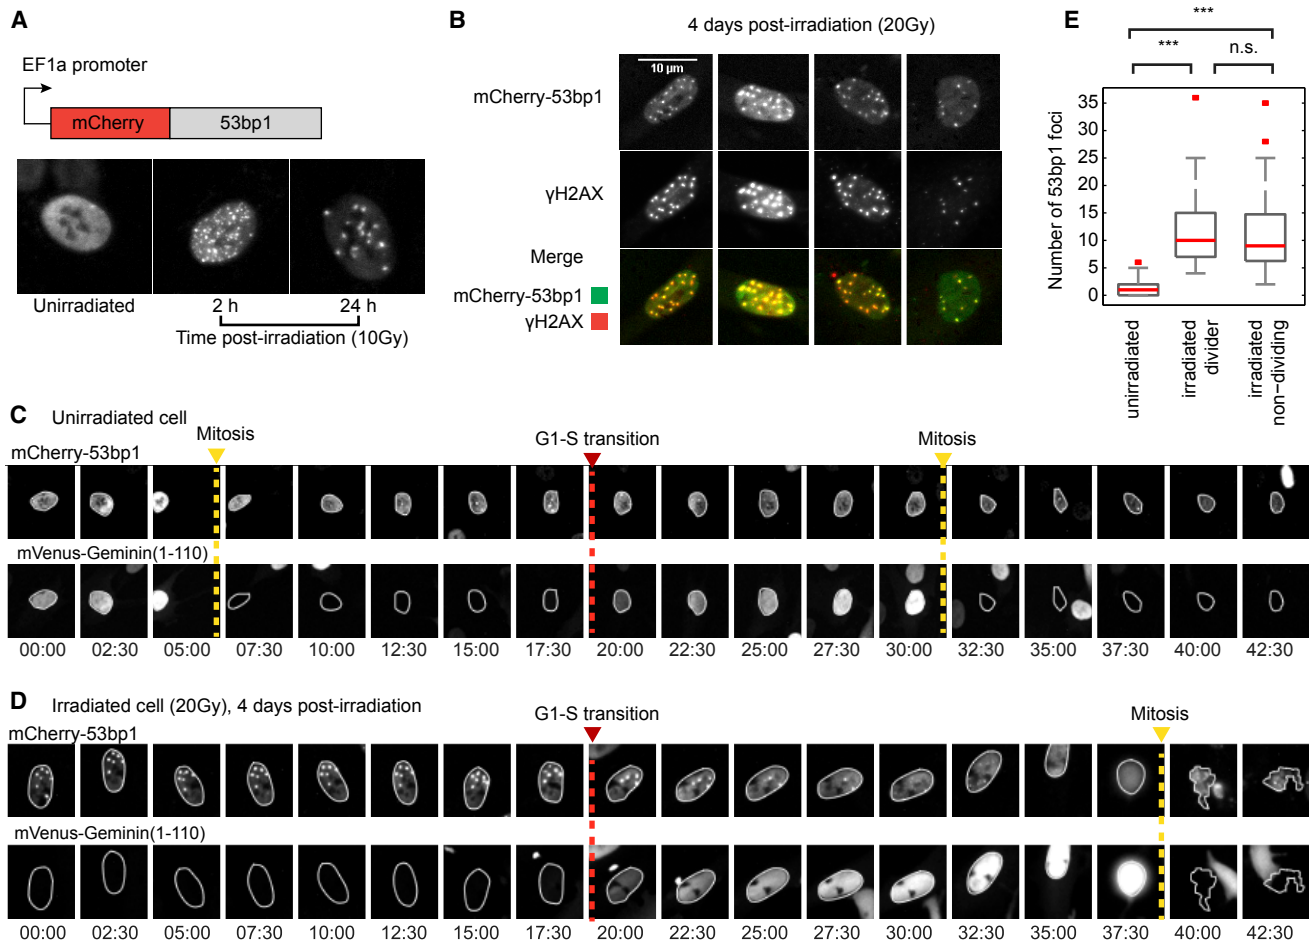 A
EF1a promoter
mCherry 53bp1
Unirradiated 2 h 24 h
Time post-irradiation (10Gy)
B
4 days post-irradiation (20Gy)
10 µm
mCherry-53bp1
γH2AX
Merge
mCherry-53bp1
γH2AX
E
***
*** n.s.
Number of 53bp1 foci
35
30
25
20
15
10
5
0
unirradiated
irradiated
divider
irradiated
non−dividing
C Unirradiated cell
mCherry-53bp1
Mitosis G1-S transition Mitosis
mVenus-Geminin(1-110)
00:00 02:30 05:00 07:30 10:00 12:30 15:00 17:30 20:00 22:30 25:00 27:30 30:00 32:30 35:00 37:30 40:00 42:30
D Irradiated cell (20Gy), 4 days post-irradiation
mCherry-53bp1
G1-S transition Mitosis
mVenus-Geminin(1-110)
00:00 02:30 05:00 07:30 10:00 12:30 15:00 17:30 20:00 22:30 25:00 27:30 30:00 32:30 35:00 37:30 40:00 42:30